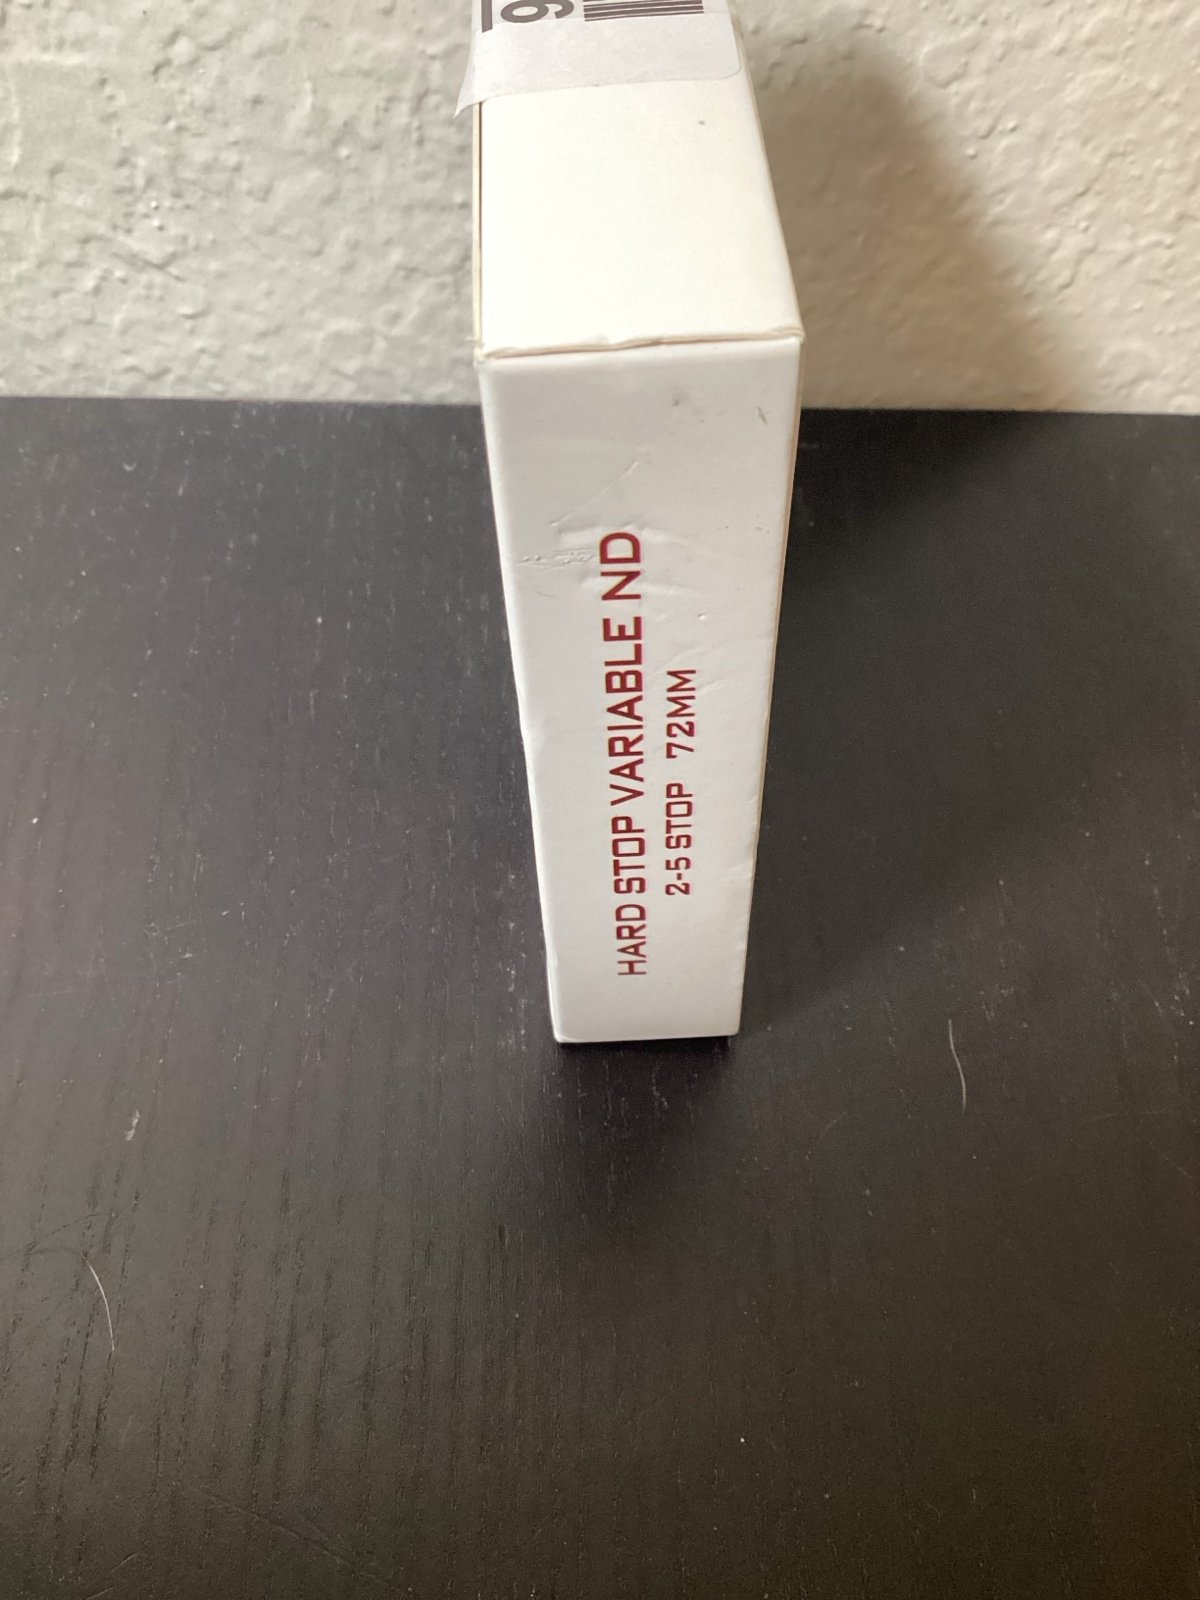 HARD STOP VARIABLE ND
2-5 STOP 72MM